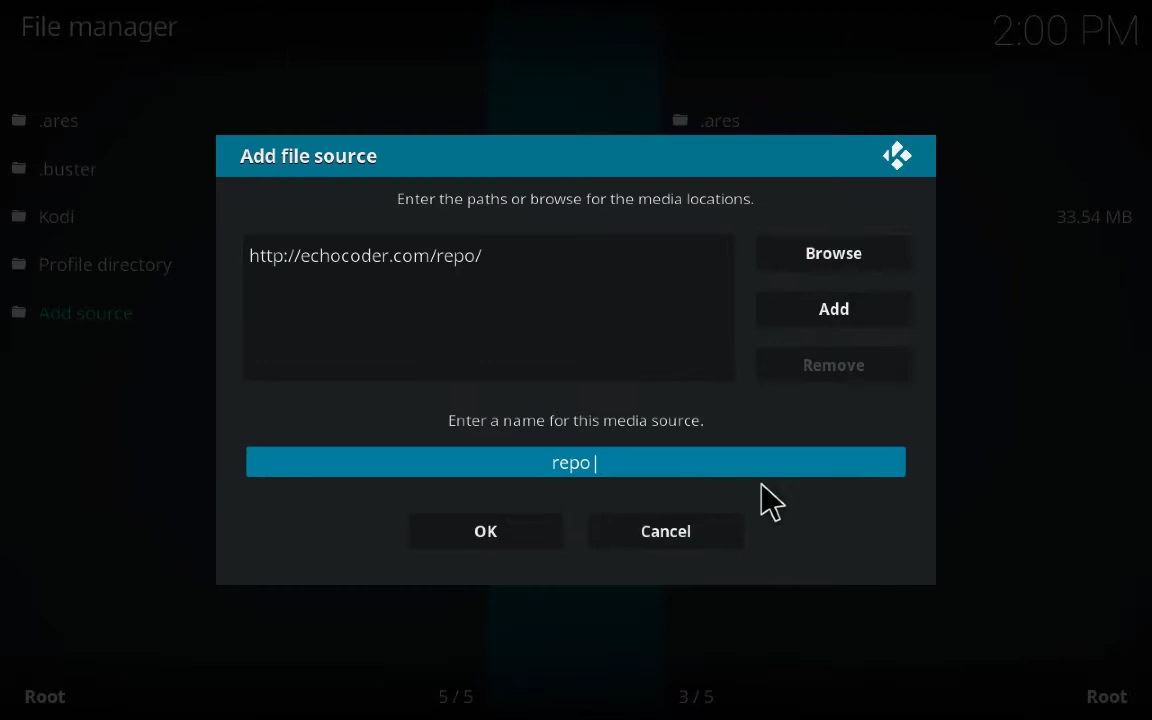 File manager
2:00 PM
.ares
.ares
Add file source
.buster
Enter the paths or browse for the media locations.
Kodi
33.54 MB
http://echocoder.com/repo/
Browse
Profile directory
Add source
Add
Remove
Enter a name for this media source.
repo
OK
Cancel
Root
5 / 5
3 / 5
Root